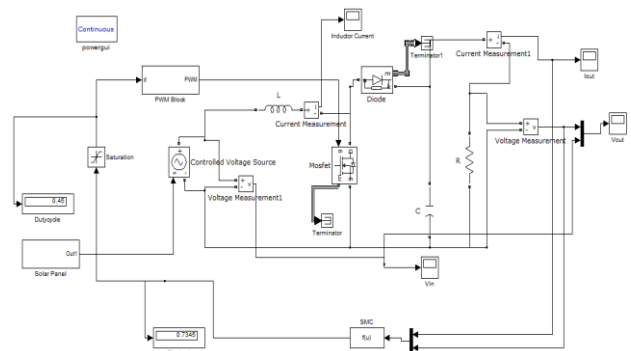 Continuous
powergui
Inductor Current
Terminator1
Current Measurement1
Iout
d
PWM
PWM Block
L
Current Measurement
Diode
Voltage Measurement
Vout
Saturation
Controlled Voltage Source
Mosfet
R
Voltage Measurement1
0.45
Dutycycle
Terminator
C
Out1
Solar Panel
Vin
SMC
f(u)
0.7345